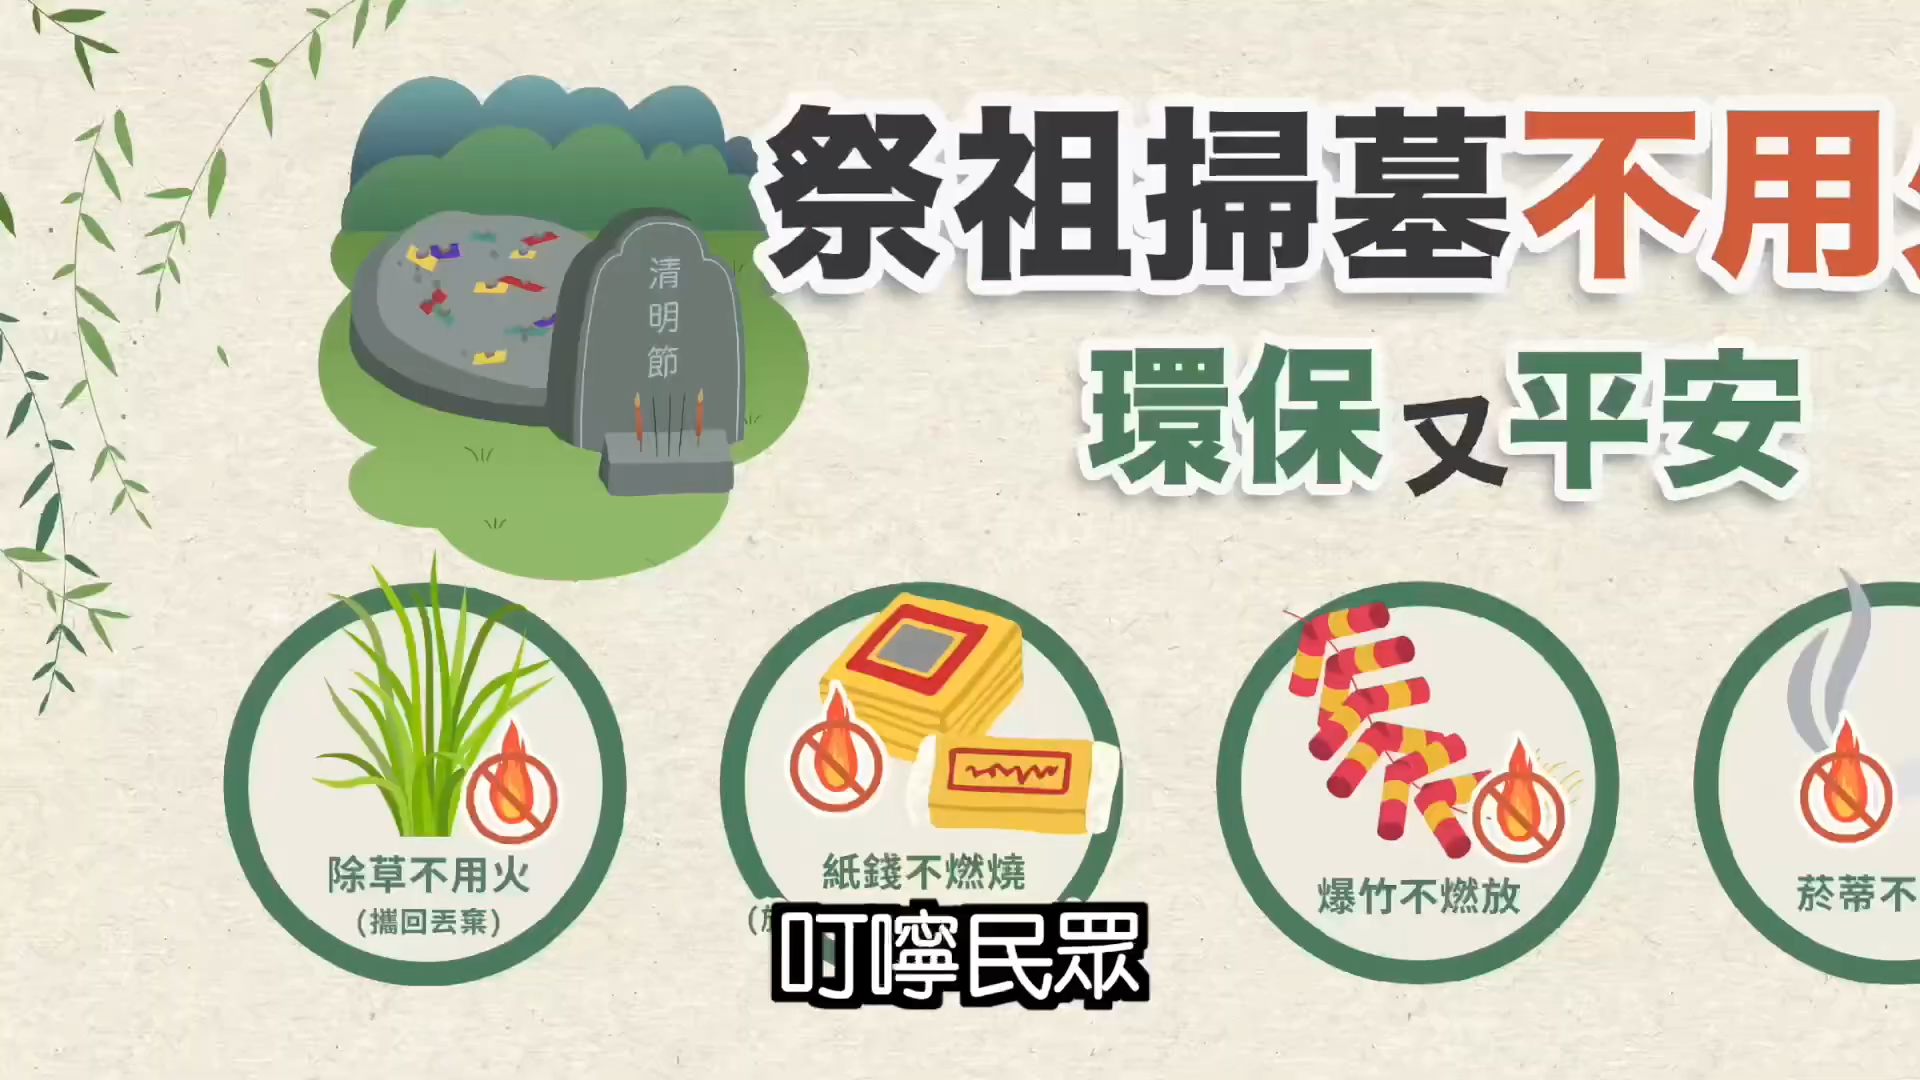 祭祖掃墓不用
環保又平安
清明節
除草不用火
(攜回丟棄)
紙錢不燃燒
爆竹不燃放
菸蒂不
叮嚀民眾